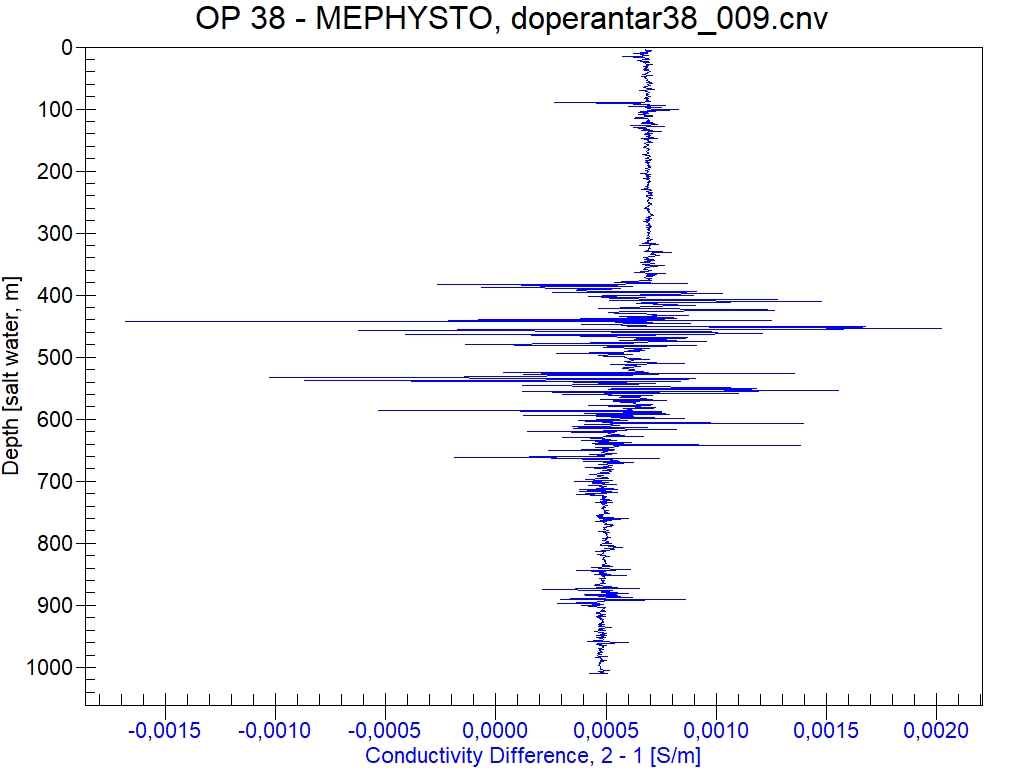 OP 38 - MEPHYSTO, doperantar38_009.cnv
0
100
200
300
400
500
600
700
800
900
1000
Depth [salt water, m]
-0,0015 -0,0010 -0,0005 0,0000 0,0005 0,0010 0,0015 0,0020
Conductivity Difference, 2 - 1 [S/m]